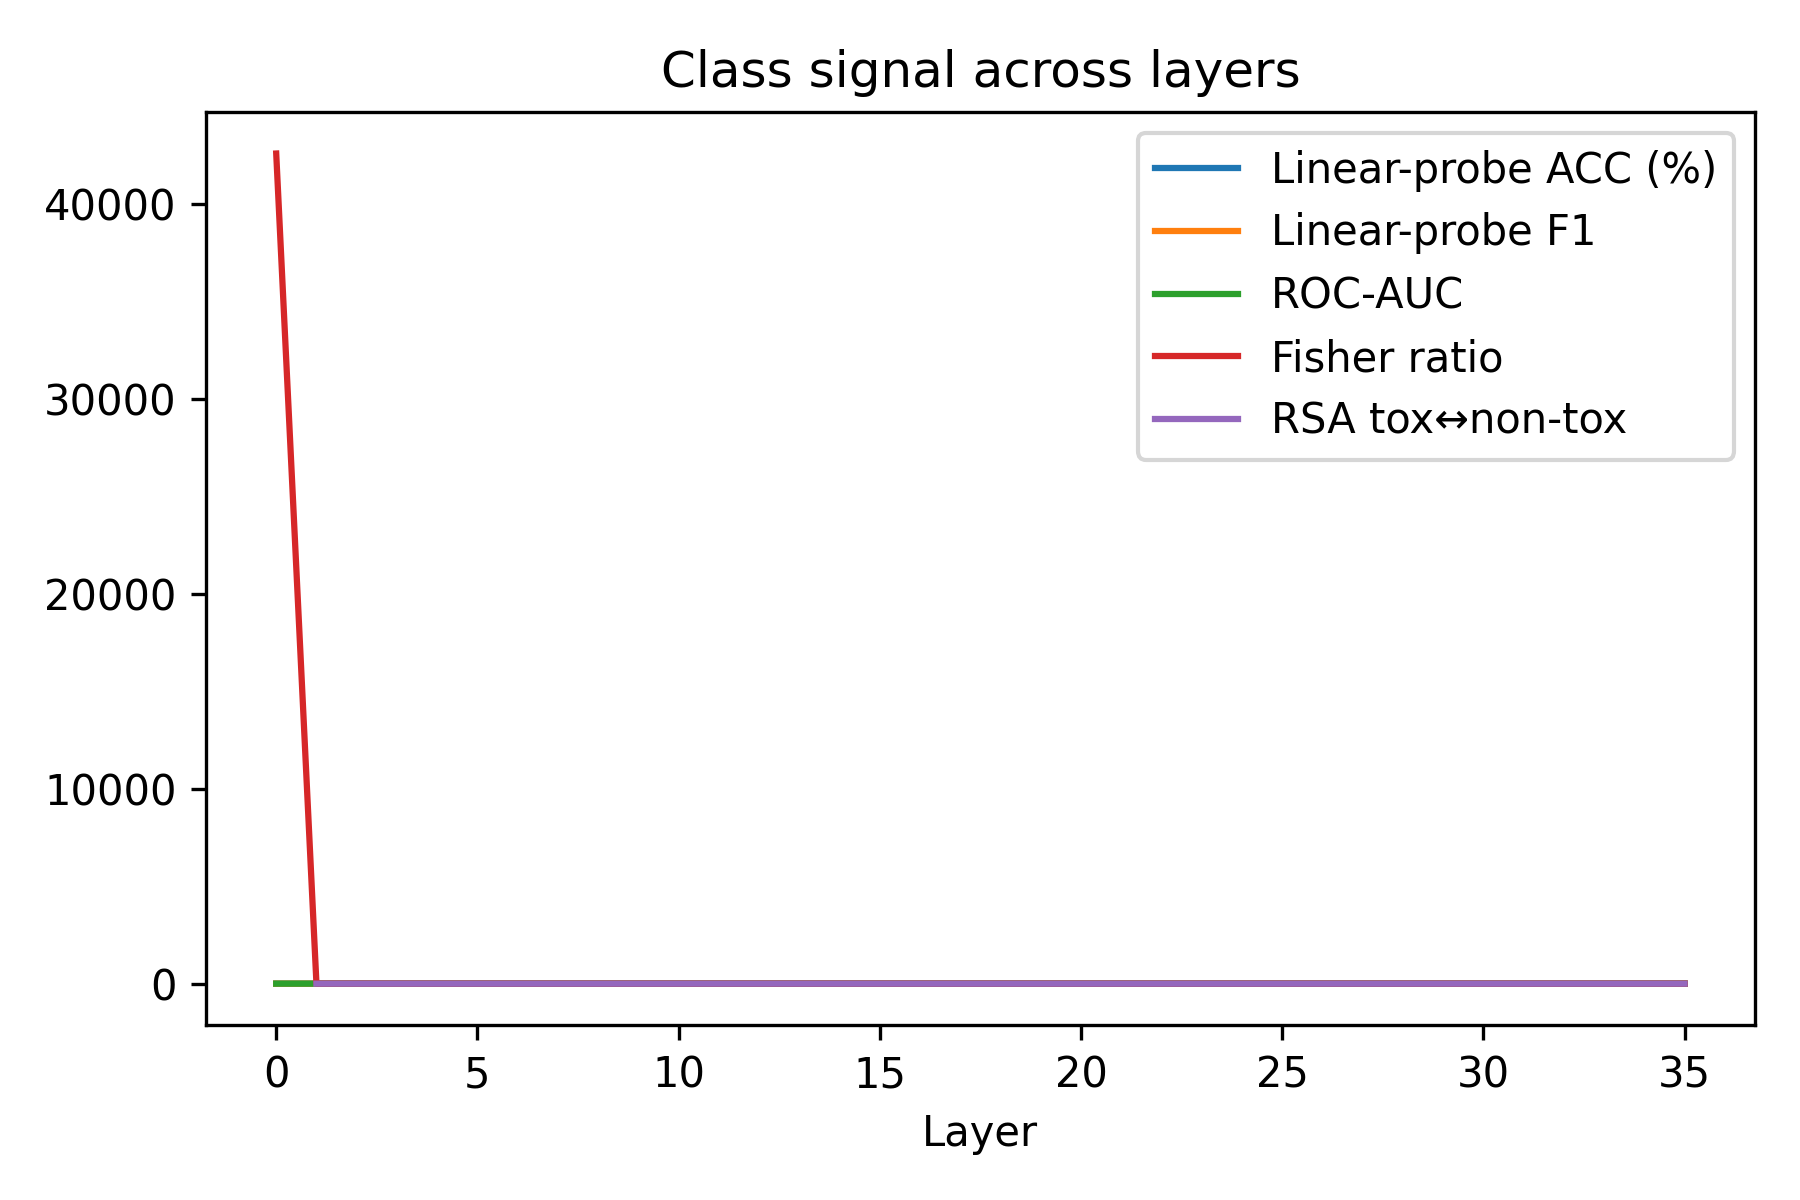 Class signal across layers
Linear-probe ACC (%)
Linear-probe F1
ROC-AUC
Fisher ratio
RSA tox↔non-tox
40000
30000
20000
10000
0
0 5 10 15 20 25 30 35
Layer